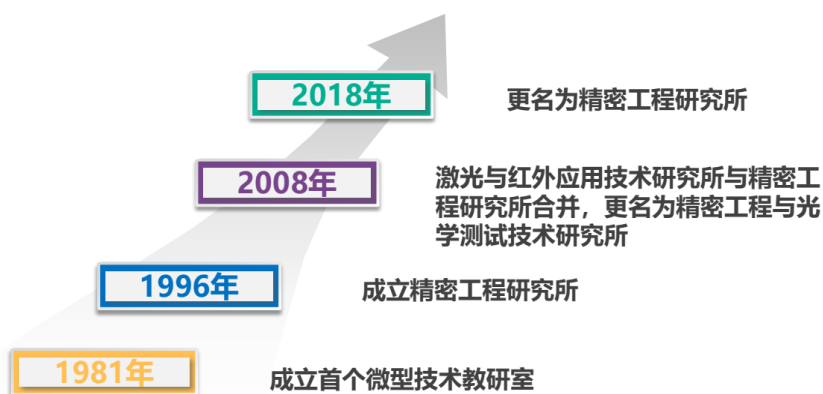 2018年
更名为精密工程研究所
2008年
激光与红外应用技术研究所与精密工
程研究所合并，更名为精密工程与光
学测试技术研究所
1996年
成立精密工程研究所
1981年
成立首个微型技术教研室